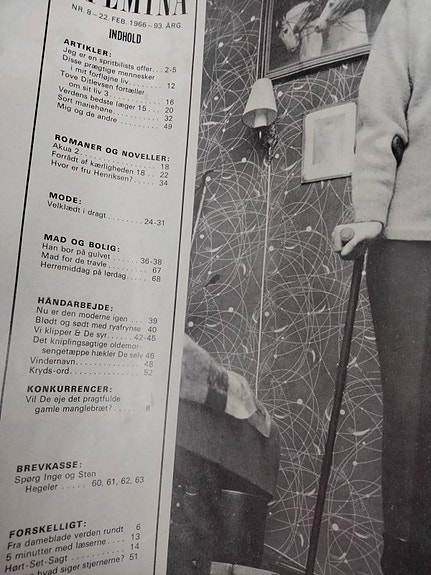 FEMINA
NR. 8 – 22. FEB. 1966 – 93. ÅRG.
INDHOLD
ARTIKLER:
Jeg er en spritbilists offer... 2-5
Disse prægtige mennesker
i mit forfløjne liv...... 12
Tove Ditlevsen fortæller
om sit liv 3........ 16
Verdens bedste læger 15 .. 20
Sort mariehøne....... 32
Mig og de andre ...... 49
ROMANER OG NOVELLER:
Akua 2............ 18
Forrådt af kærligheden 18 .. 22
Hvor er fru Henriksen?.... 34
MODE:
Velklædt i dragt....... 24-31
MAD OG BOLIG:
Han bor på gulvet ..... 36-38
Mad for de travle....... 67
Herremiddag på lørdag.... 68
HÅNDARBEJDE:
Nu er den moderne igen ... 39
Blødt og sødt med ryafrynse 40
Vi klipper & De syr..... 42-45
Det kniplingsagtige oldemor-
sengetæppe hækler De selv 46
Vindernavn.......... 48
Kryds-ord........... 52
KONKURRENCER:
Vil De eje det pragtfulde
gamle manglebræt?..... 8
BREVKASSE:
Spørg Inge og Sten
Hegeler ..... 60, 61, 62, 63
FORSKELLIGT:
Fra dameblade verden rundt 6
5 minutter med læserne... 13
Hørt-Set-Sagt ....... 14
hvad siger stjernerne? 51